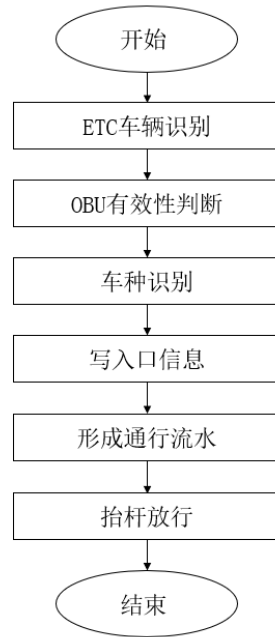 开始
ETC车辆识别
OBU有效性判断
车种识别
写入口信息
形成通行流水
抬杆放行
结束